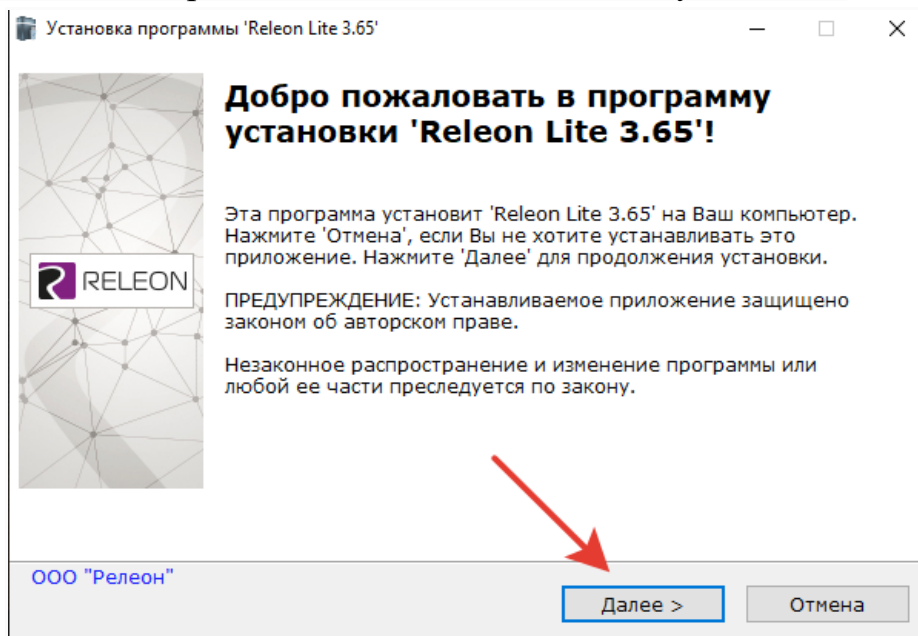 Установка программы 'Releon Lite 3.65'
Добро пожаловать в программу
установки 'Releon Lite 3.65'!
Эта программа установит 'Releon Lite 3.65' на Ваш компьютер.
Нажмите 'Отмена', если Вы не хотите устанавливать это
приложение. Нажмите 'Далее' для продолжения установки.
RELEON
ПРЕДУПРЕЖДЕНИЕ: Устанавливаемое приложение защищено
законом об авторском праве.
Незаконное распространение и изменение программы или
любой ее части преследуется по закону.
ООО "Релеон"
Далее >
Отмена